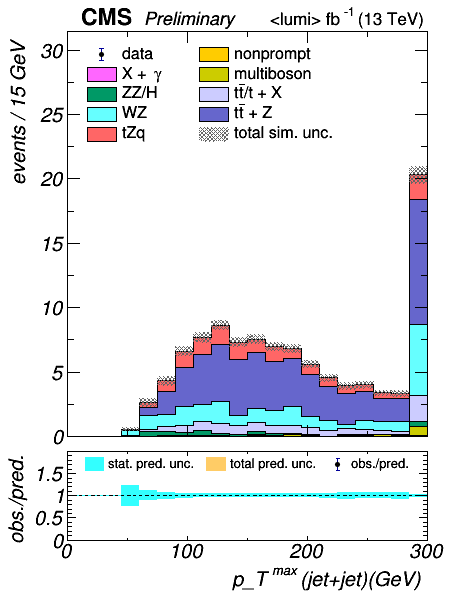 CMS Preliminary <lumi> fb⁻¹ (13 TeV)
events / 15 GeV
30
25
20
15
10
5
0
data
X + γ
ZZ/H
WZ
tZq
nonprompt
multiboson
tt̄/t + X
tt̄ + Z
total sim. unc.
obs./pred.
1.5
1
0.5
0
stat. pred. unc. total pred. unc. obs./pred.
0 100 200 300
p_T^max (jet+jet)(GeV)